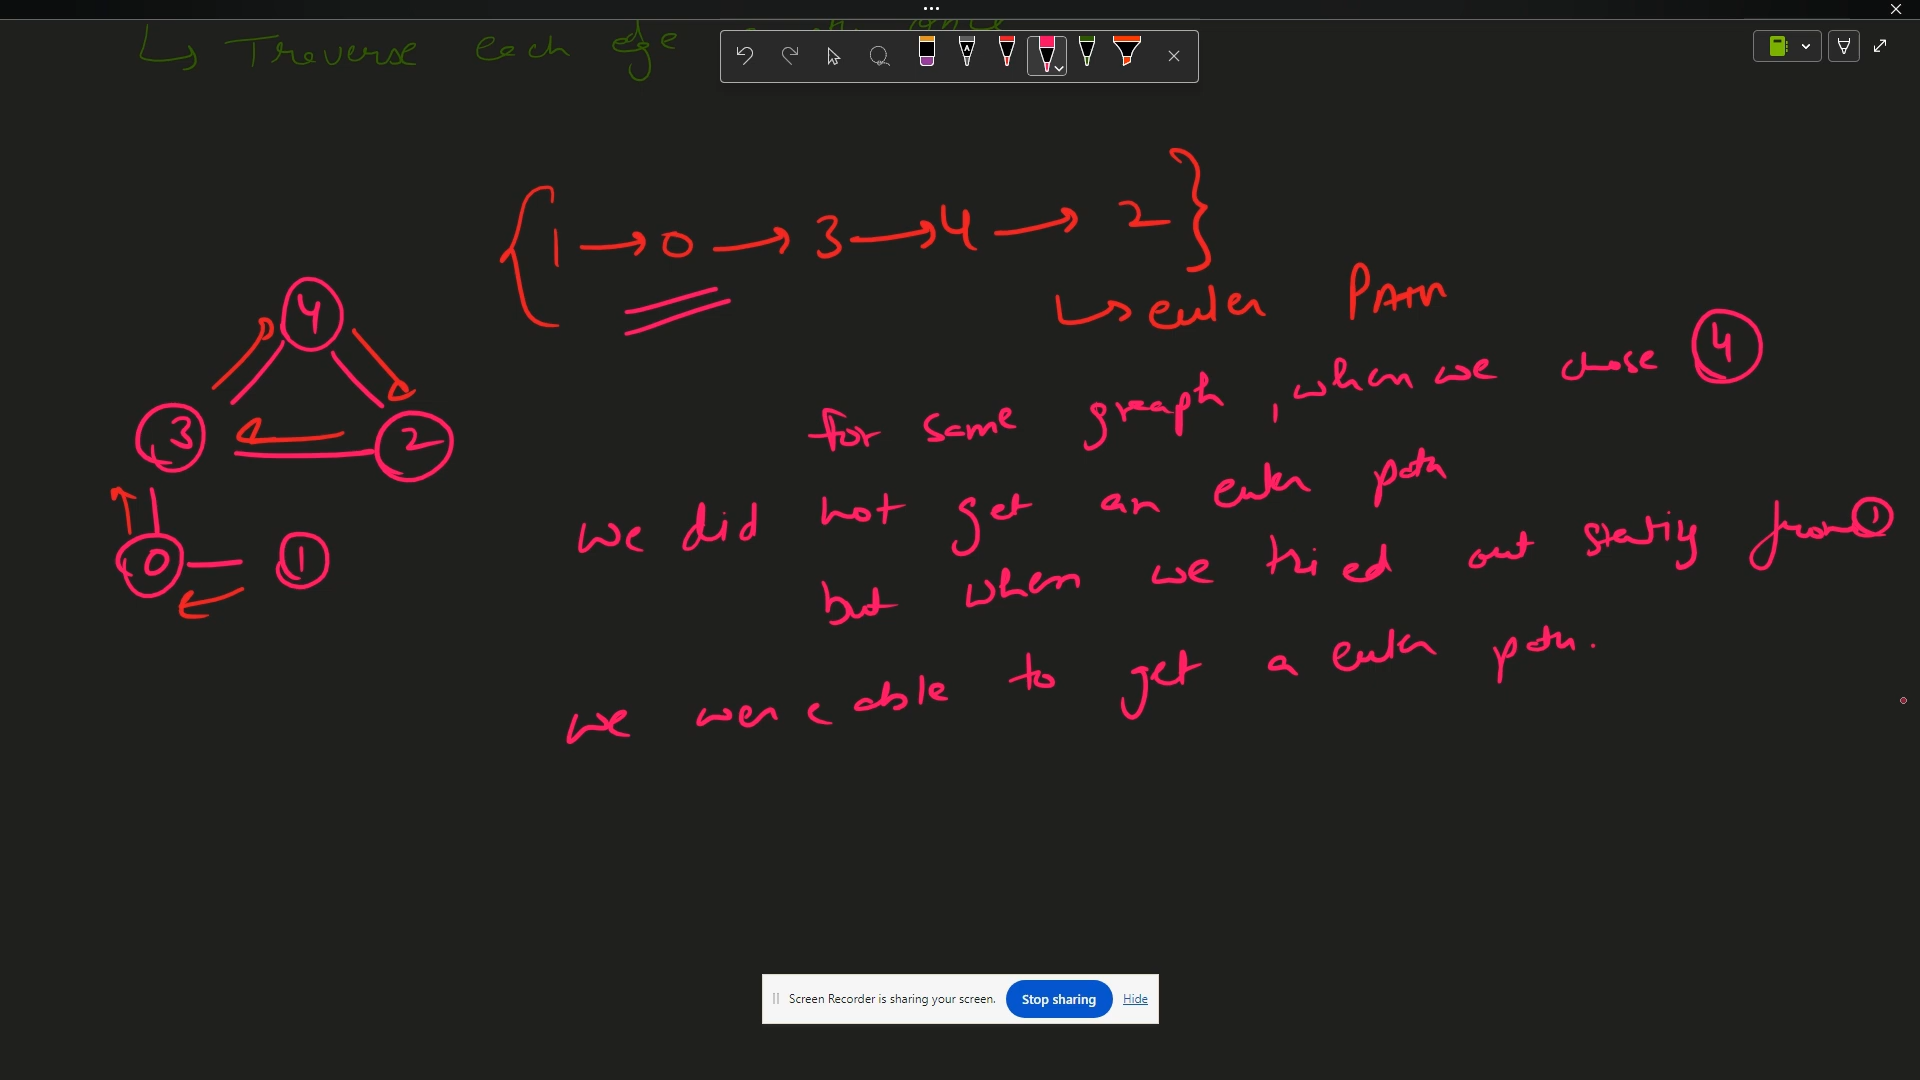 ↳ Treverse each edge
{ 1 → 0 → 3 → 4 → 2 }
↳ euler PATH
4
for same greaph, when we chose 4
3 2
we did not get an euler path
0 1
but when we tried out starting from 1
we were able to get a euler path.
Screen Recorder is sharing your screen. Stop sharing Hide